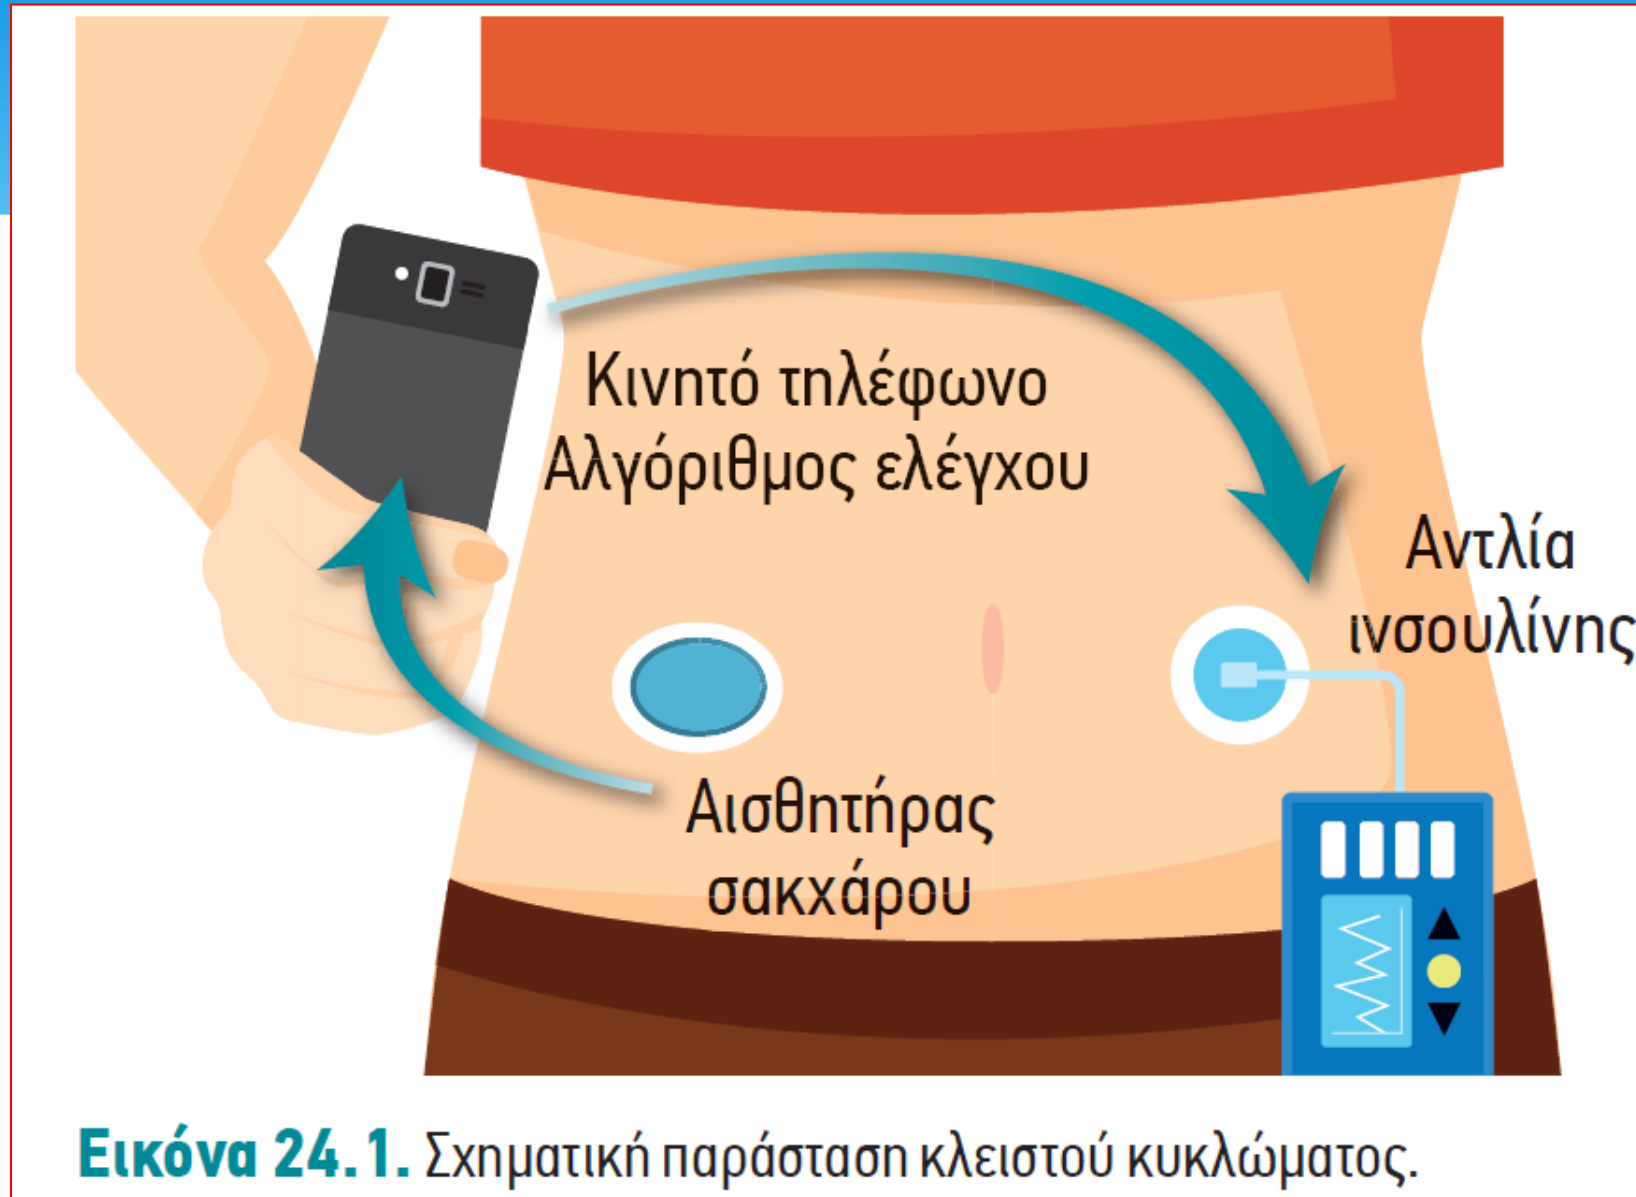 Κινητό τηλέφωνο
Αλγόριθμος ελέγχου
Αντλία
ινσουλίνης
Αισθητήρας
σακχάρου
Εικόνα 24.1. Σχηματική παράσταση κλειστού κυκλώματος.